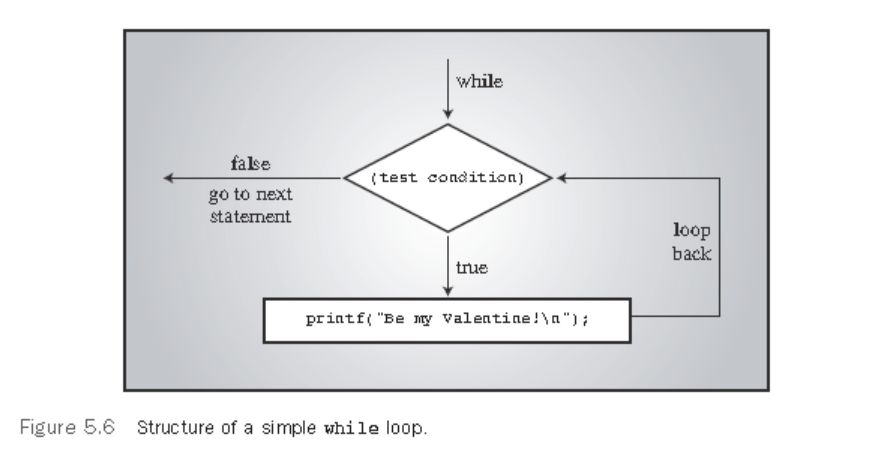 while
false
(test condition)
go to next
statement
loop
back
true
printf("Be my Valentine!\n");
Figure 5.6 Structure of a simple while loop.